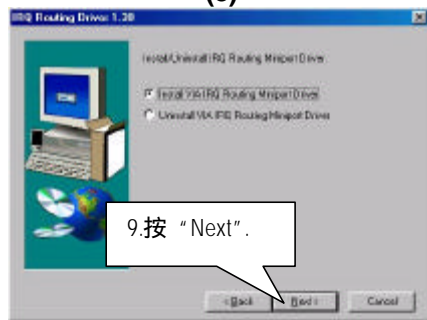 IRQ Routing Driver 1.30
Install/Uninstall IRQ Routing Miniport Driver
Install VIA IRQ Routing Miniport Driver
Uninstall VIA IRQ Routing Miniport Driver
9.按 “Next”.
< Back
Next >
Cancel